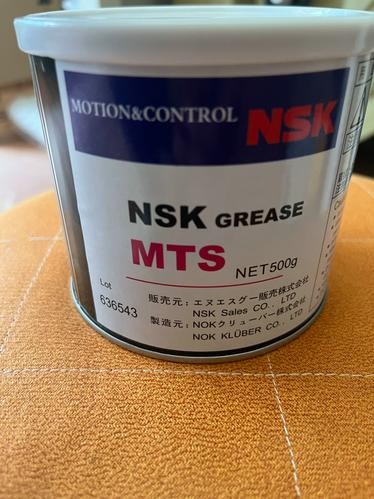 MOTION&CONTROL NSK
NSK GREASE
MTS NET500g
Lot
636543
販売元：エヌエスグー販売株式会社
NSK Sales CO., LTD
製造元：NOKクリューバー株式会社
NOK KLÜBER CO., LTD